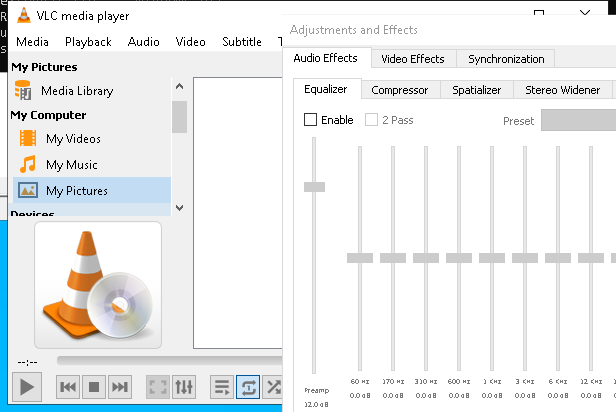 VLC media player
Media Playback Audio Video Subtitle T
My Pictures
Media Library
My Computer
My Videos
My Music
My Pictures
Devices
--:--
Adjustments and Effects
Audio Effects Video Effects Synchronization
Equalizer Compressor Spatializer Stereo Widener
Enable 2 Pass Preset
60 Hz 170 Hz 310 Hz 600 Hz 1 KHz 3 KHz 6 KHz 12 KHz
Preamp 0.0 dB 0.0 dB 0.0 dB 0.0 dB 0.0 dB 0.0 dB 0.0 dB 0.0 dB
12.0 dB